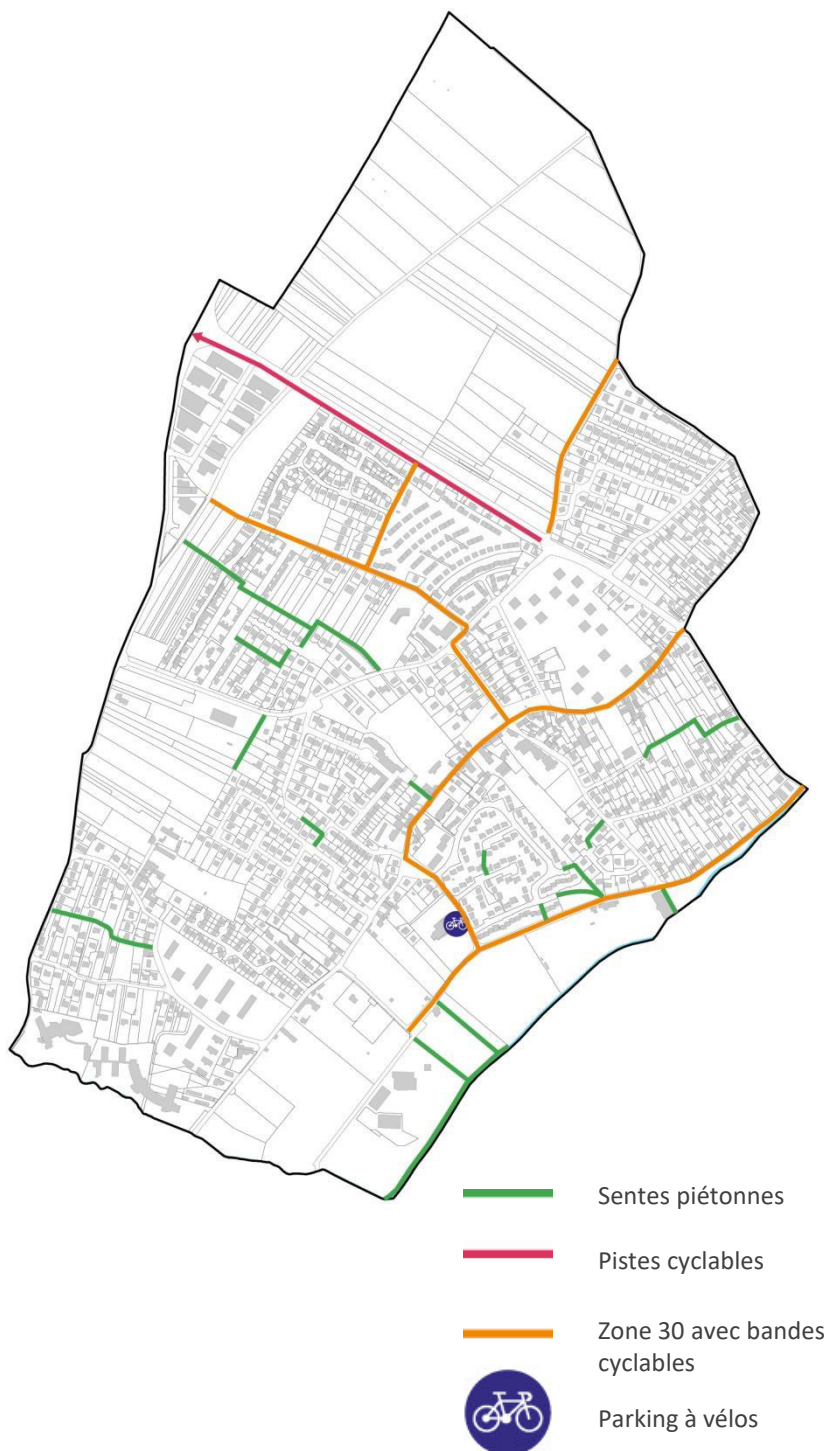 Sentes piétonnes
Pistes cyclables
Zone 30 avec bandes
cyclables
Parking à vélos